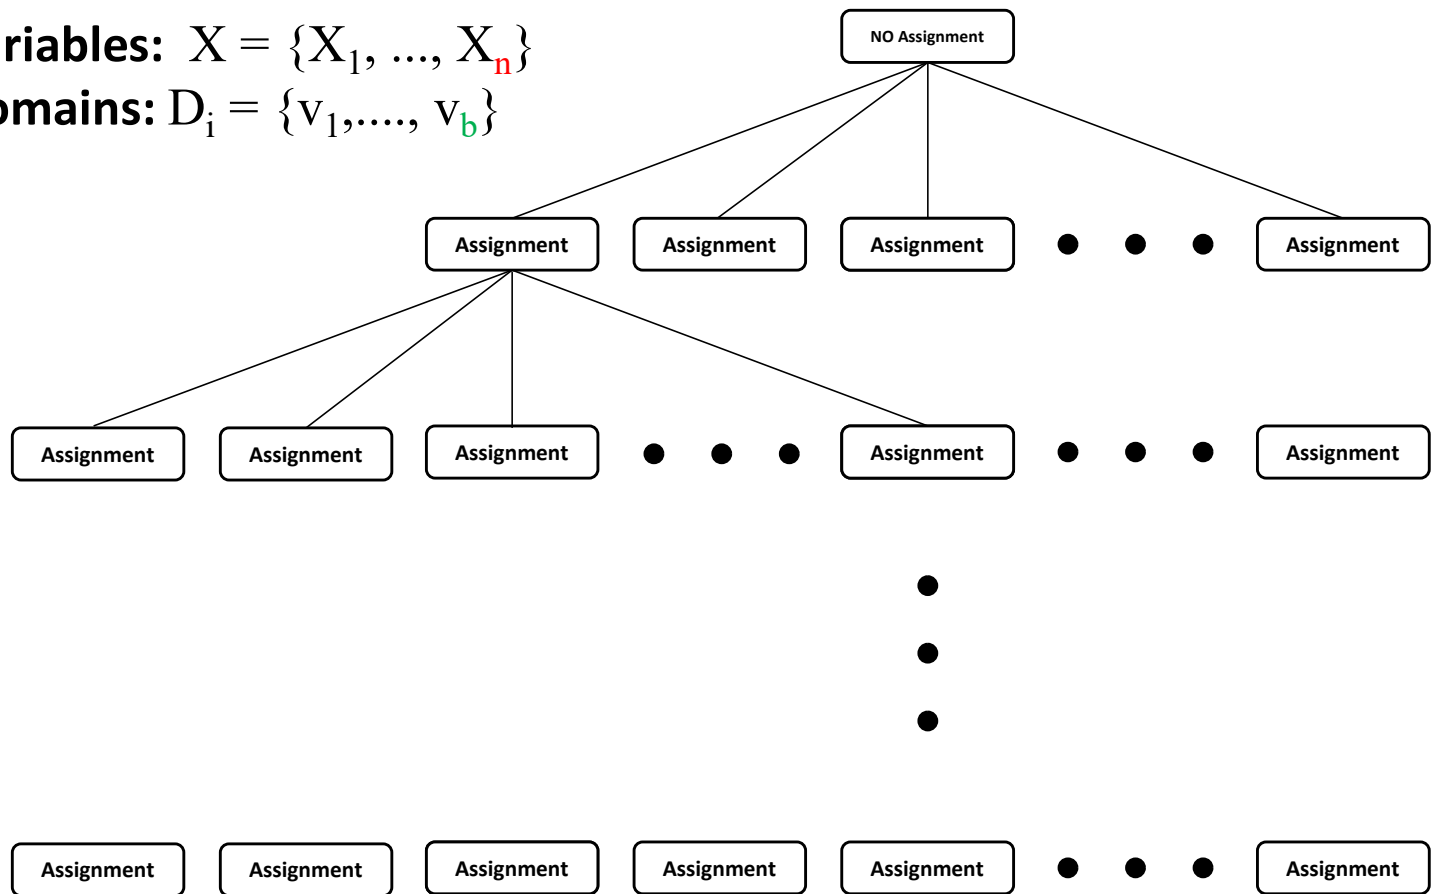 riables: X = {X1, ..., Xn}
omains: Di = {v1,...., vb}
NO Assignment
Assignment Assignment Assignment Assignment
Assignment Assignment Assignment Assignment Assignment
Assignment Assignment Assignment Assignment Assignment Assignment